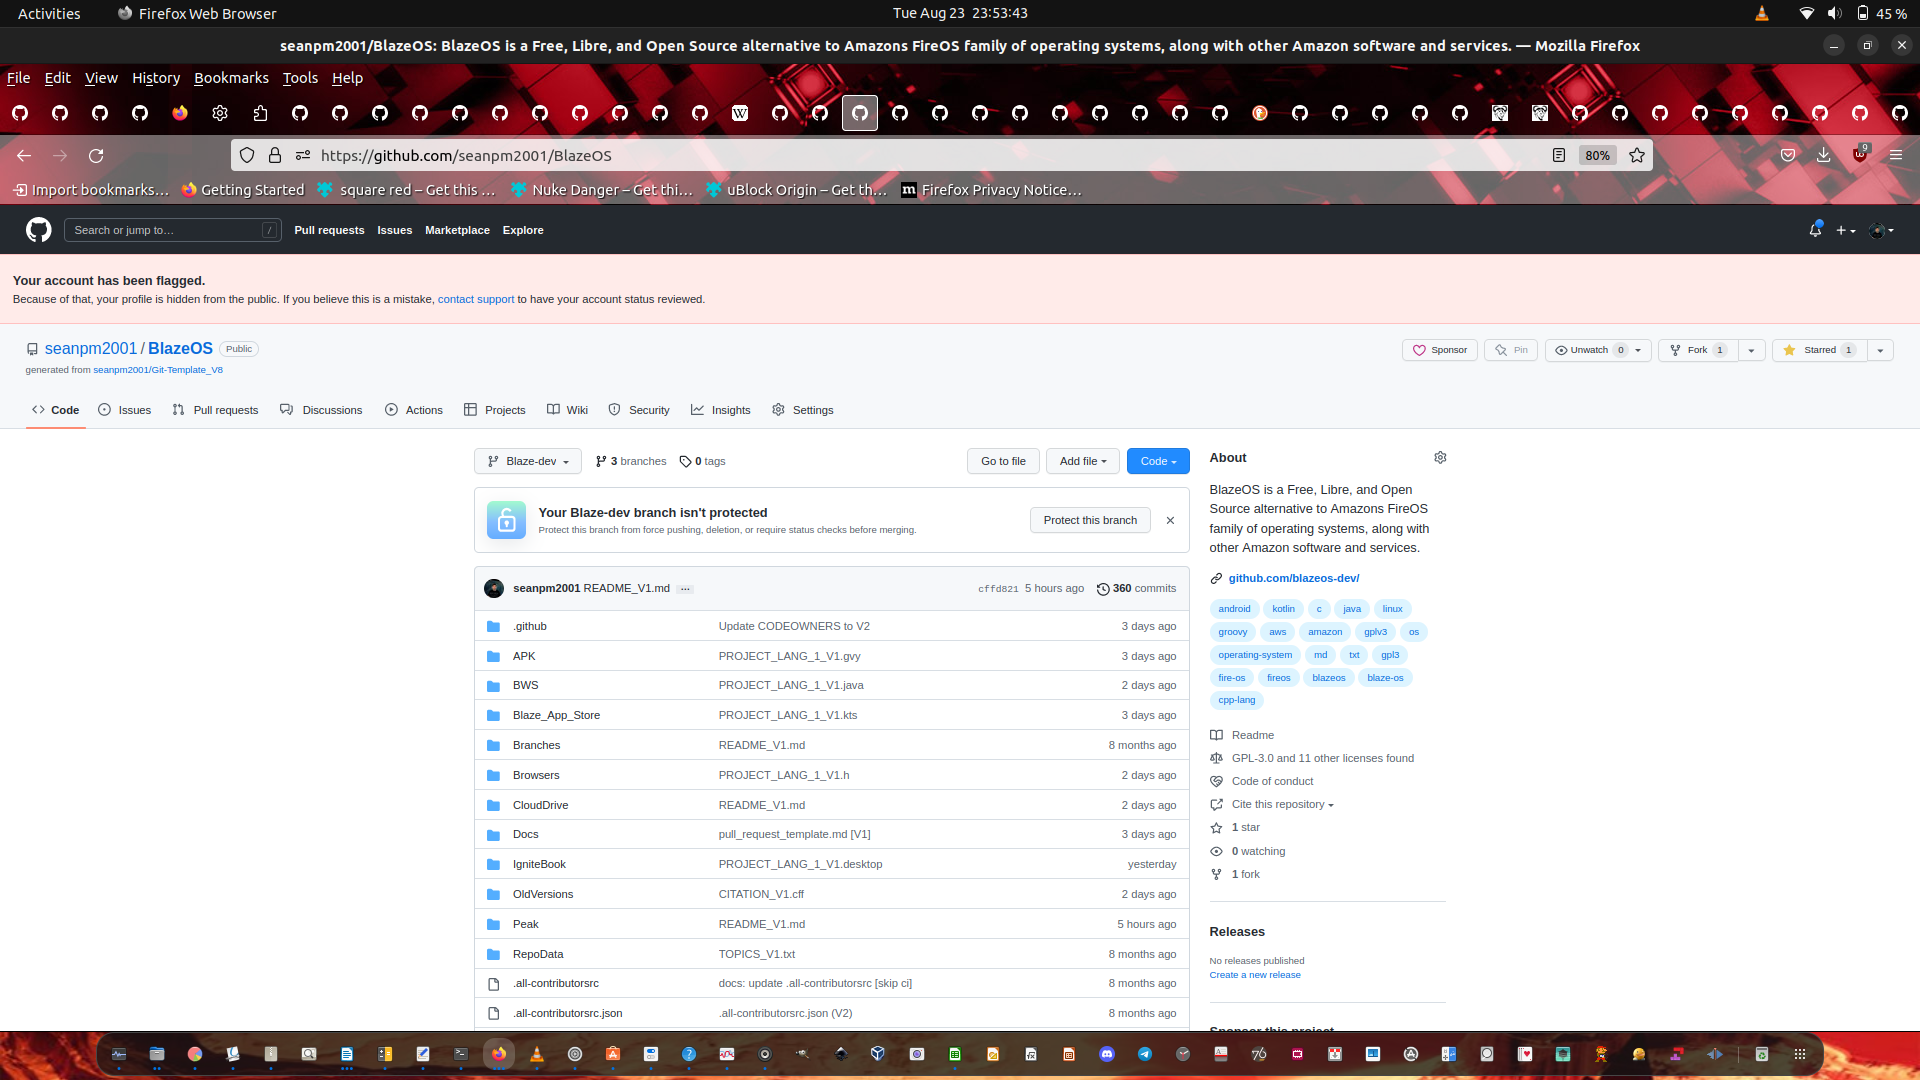 Activities
Firefox Web Browser
Tue Aug 23 23:53:43
45 %
seanpm2001/BlazeOS: BlazeOS is a Free, Libre, and Open Source alternative to Amazons FireOS family of operating systems, along with other Amazon software and services. — Mozilla Firefox
File Edit View History Bookmarks Tools Help
https://github.com/seanpm2001/BlazeOS
80%
9
Import bookmarks… Getting Started square red – Get this … Nuke Danger – Get thi… uBlock Origin – Get th… Firefox Privacy Notice…
Search or jump to… /
Pull requests Issues Marketplace Explore
Your account has been flagged.
Because of that, your profile is hidden from the public. If you believe this is a mistake, contact support to have your account status reviewed.
seanpm2001 / BlazeOS Public
Sponsor Pin Unwatch 0 Fork 1 Starred 1
generated from seanpm2001/Git-Template_V8
Code Issues Pull requests Discussions Actions Projects Wiki Security Insights Settings
Blaze-dev 3 branches 0 tags Go to file Add file Code
Your Blaze-dev branch isn't protected
Protect this branch from force pushing, deletion, or require status checks before merging.
Protect this branch
seanpm2001 README_V1.md ... cffd821 5 hours ago 360 commits
.github Update CODEOWNERS to V2 3 days ago
APK PROJECT_LANG_1_V1.gvy 3 days ago
BWS PROJECT_LANG_1_V1.java 2 days ago
Blaze_App_Store PROJECT_LANG_1_V1.kts 3 days ago
Branches README_V1.md 8 months ago
Browsers PROJECT_LANG_1_V1.h 2 days ago
CloudDrive README_V1.md 2 days ago
Docs pull_request_template.md [V1] 3 days ago
IgniteBook PROJECT_LANG_1_V1.desktop yesterday
OldVersions CITATION_V1.cff 2 days ago
Peak README_V1.md 5 hours ago
RepoData TOPICS_V1.txt 8 months ago
.all-contributorsrc docs: update .all-contributorsrc [skip ci] 8 months ago
.all-contributorsrc.json .all-contributorsrc.json (V2) 8 months ago
About
BlazeOS is a Free, Libre, and Open
Source alternative to Amazons FireOS
family of operating systems, along with
other Amazon software and services.
github.com/blazeos-dev/
android kotlin c java linux
groovy aws amazon gplv3 os
operating-system md txt gpl3
fire-os fireos blazeos blaze-os
cpp-lang
Readme
GPL-3.0 and 11 other licenses found
Code of conduct
Cite this repository
1 star
0 watching
1 fork
Releases
No releases published
Create a new release
Sponsor this project